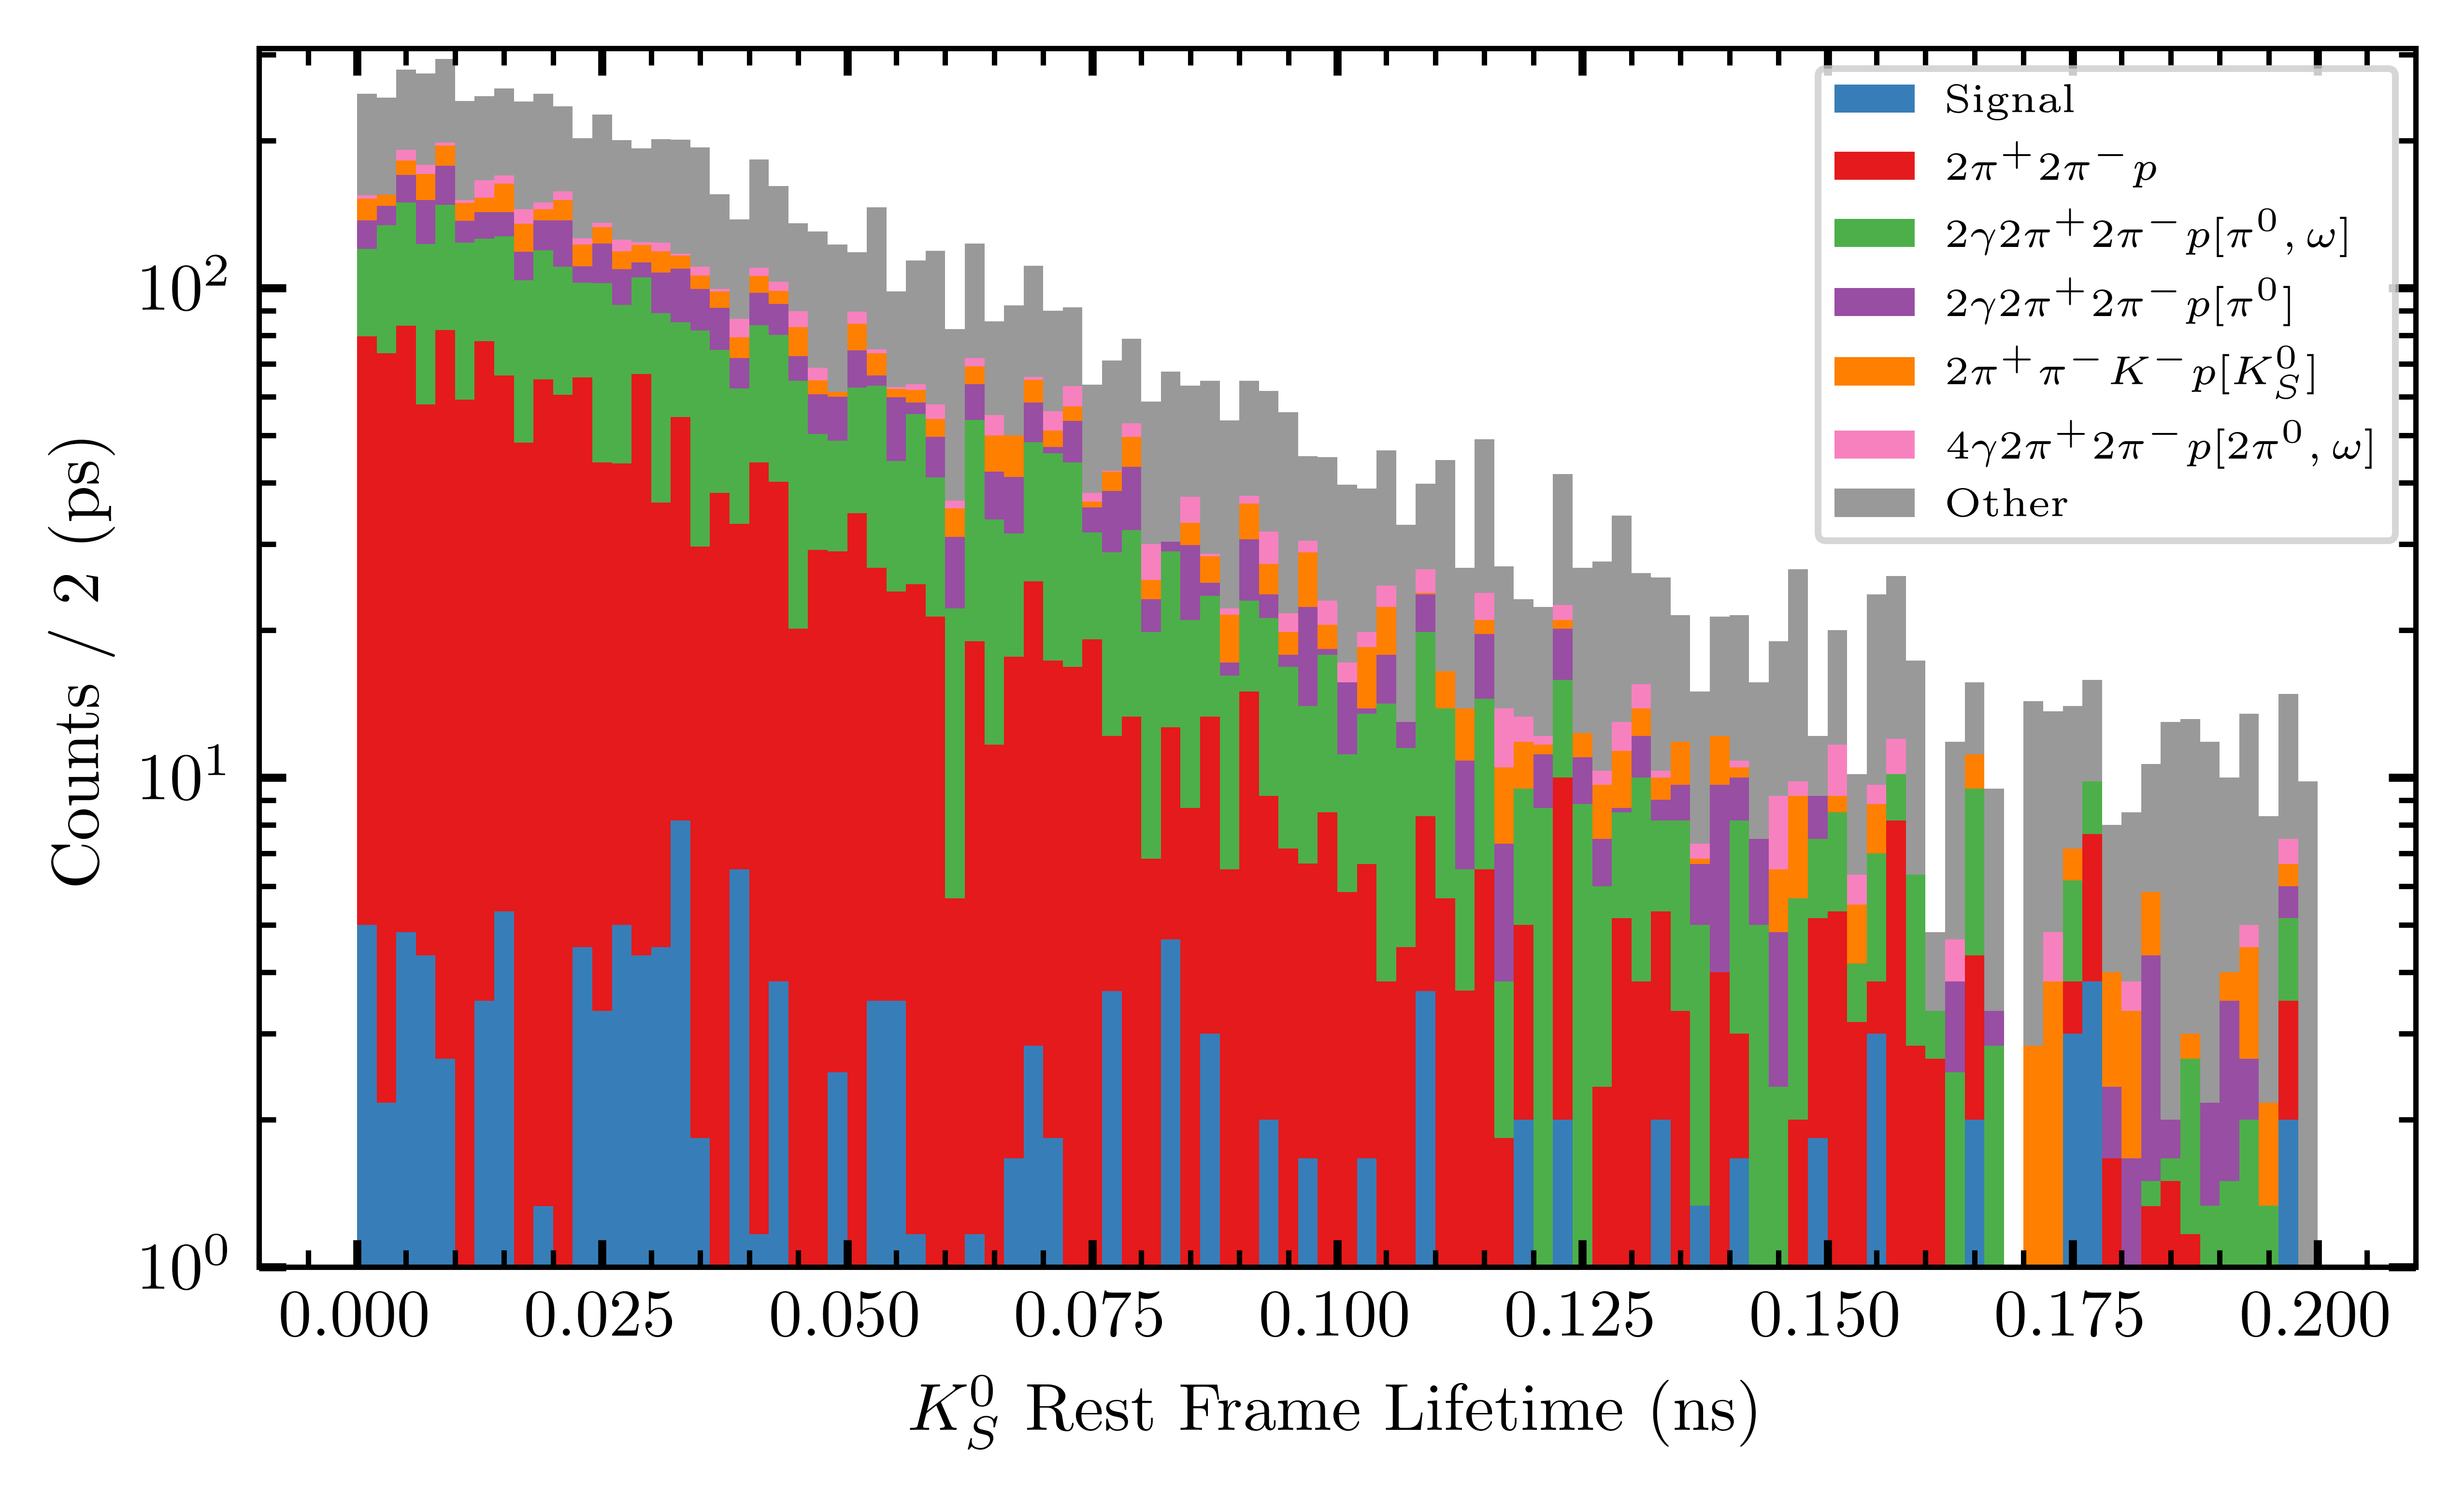 Counts / 2 (ps)
10²
10¹
10⁰
Signal
2π⁺2π⁻p
2γ2π⁺2π⁻p[π⁰, ω]
2γ2π⁺2π⁻p[π⁰]
2π⁺π⁻K⁻p[K_S⁰]
4γ2π⁺2π⁻p[2π⁰, ω]
Other
0.000 0.025 0.050 0.075 0.100 0.125 0.150 0.175 0.200
K_S⁰ Rest Frame Lifetime (ns)